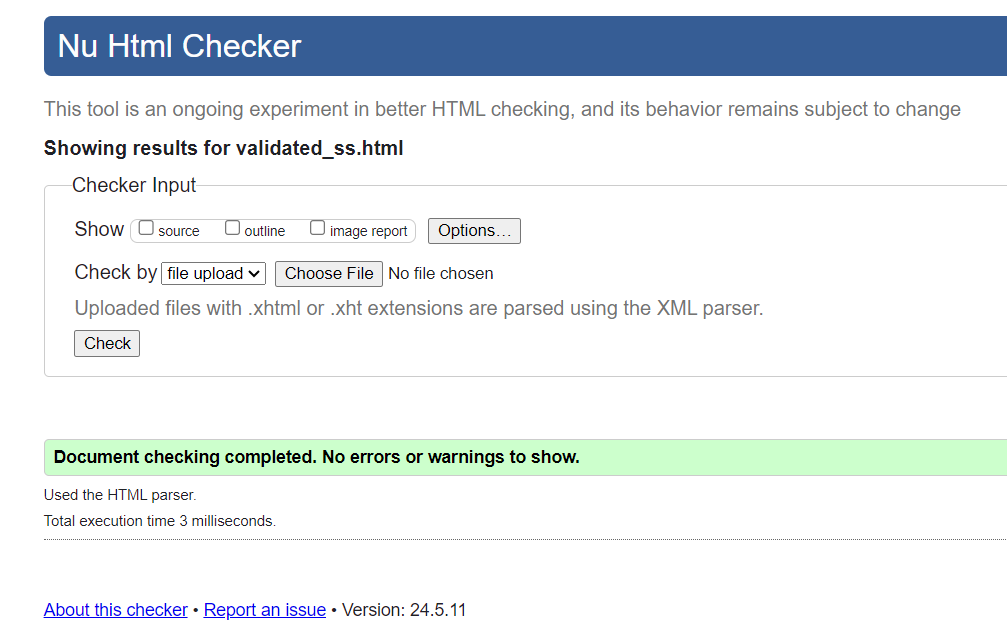 Nu Html Checker
This tool is an ongoing experiment in better HTML checking, and its behavior remains subject to change
Showing results for validated_ss.html
Checker Input
Show source outline image report Options...
Check by file upload Choose File No file chosen
Uploaded files with .xhtml or .xht extensions are parsed using the XML parser.
Check
Document checking completed. No errors or warnings to show.
Used the HTML parser.
Total execution time 3 milliseconds.
About this checker • Report an issue • Version: 24.5.11